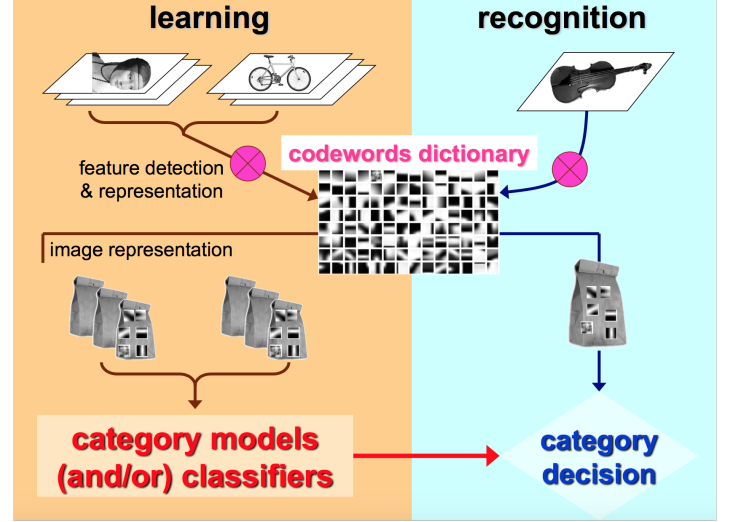 learning
recognition
codewords dictionary
feature detection
& representation
image representation
category models
(and/or) classifiers
category
decision